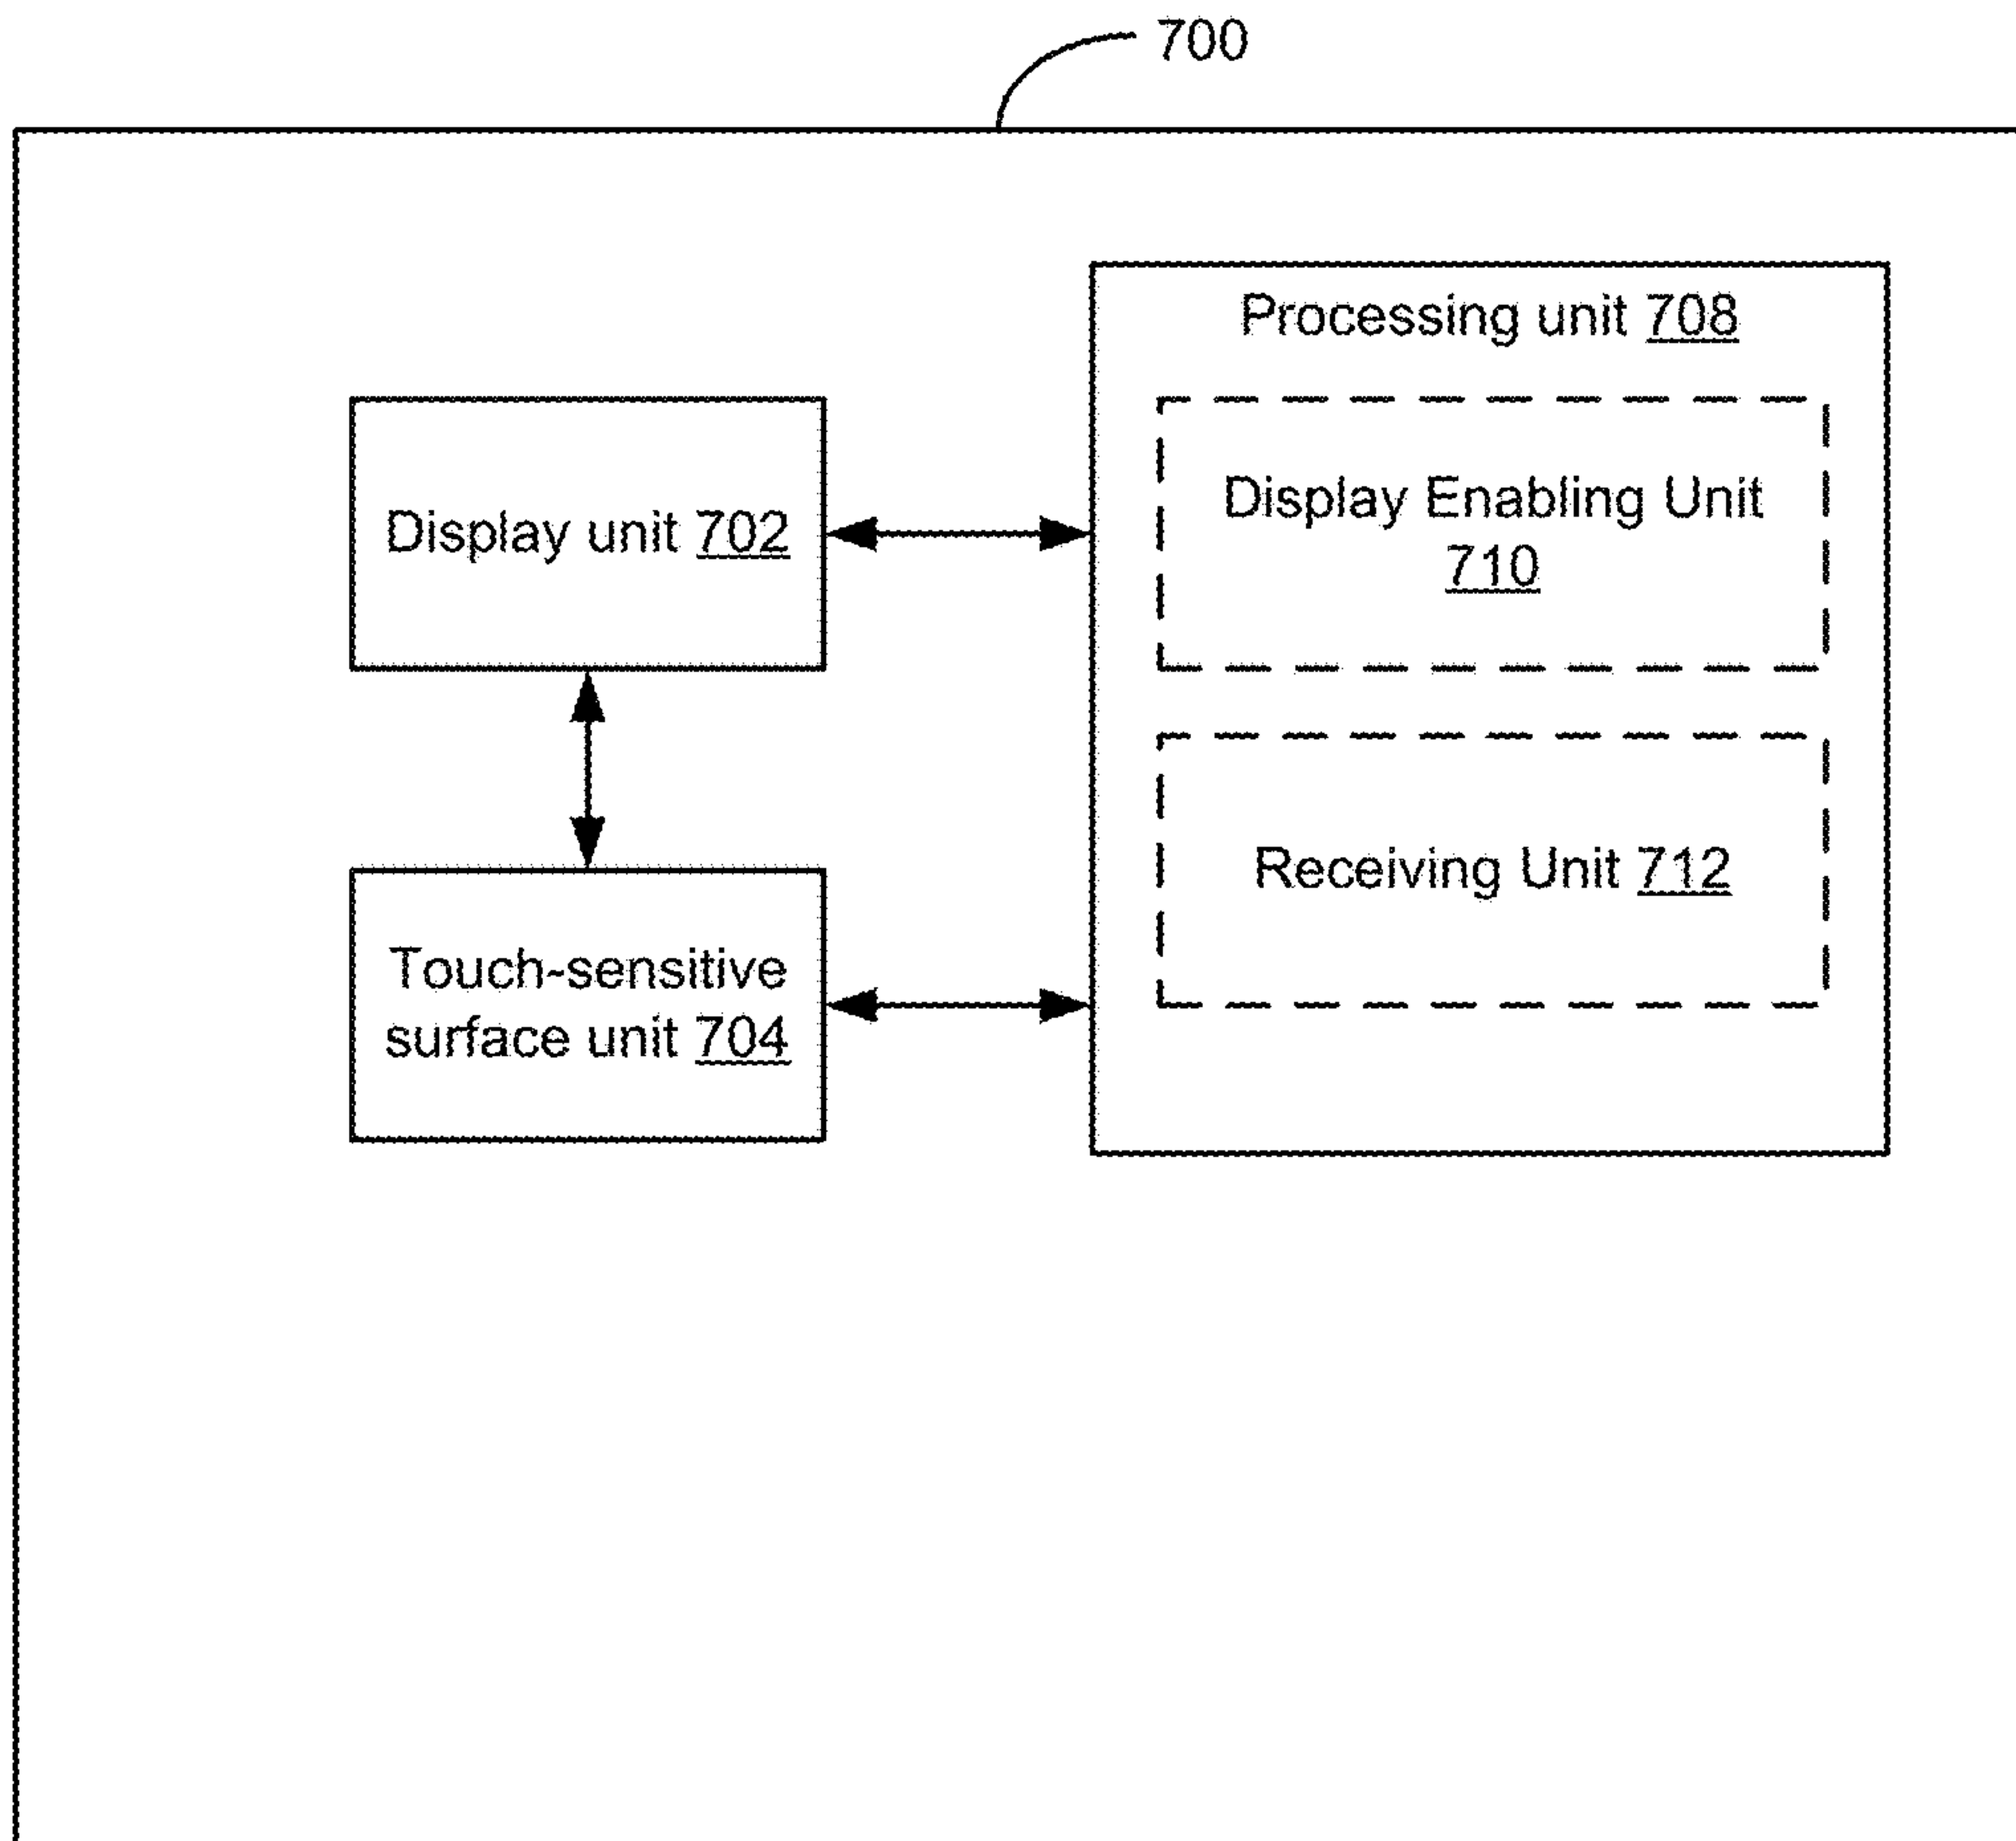 700
Processing unit 708
Display Enabling Unit
710
Display unit 702
Receiving Unit 712
Touch-sensitive
surface unit 704